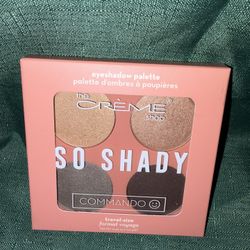 eyeshadow palette
palette d'ombres à paupières
the
CRÈME
shop
SO SHADY
COMMANDO
travel-size
format voyage